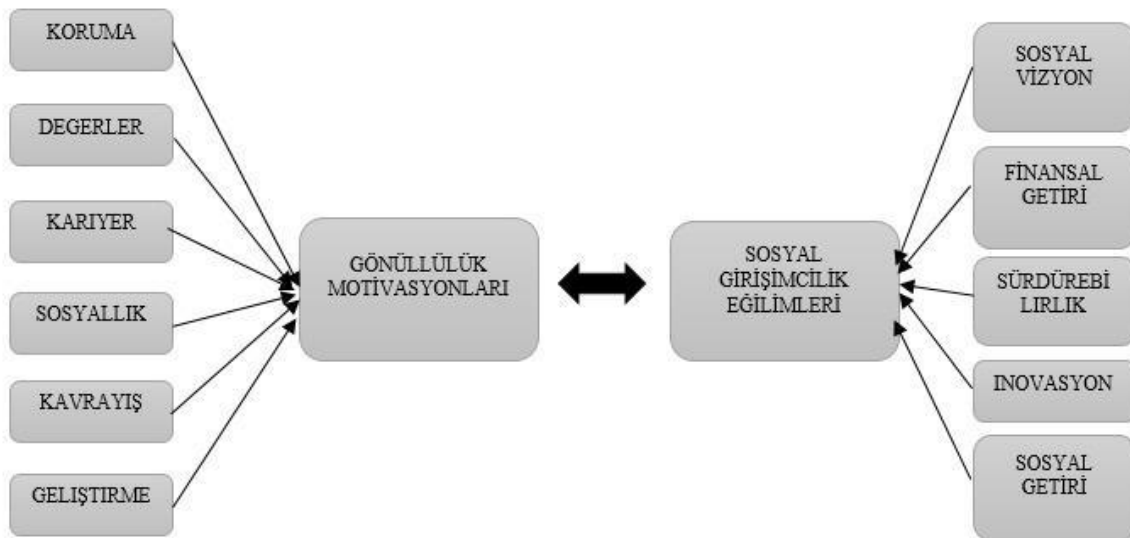 KORUMA
DEGERLER
KARIYER
SOSYALLIK
KAVRAYIŞ
GELIŞTIRME
GÖNÜLLÜLÜK
MOTİVASYONLARI
SOSYAL
GİRİŞİMCİLİK
EĞİLİMLERİ
SOSYAL
VİZYON
FİNANSAL
GETİRİ
SÜRDÜREBİ
LIRLIK
INOVASYON
SOSYAL
GETİRİ